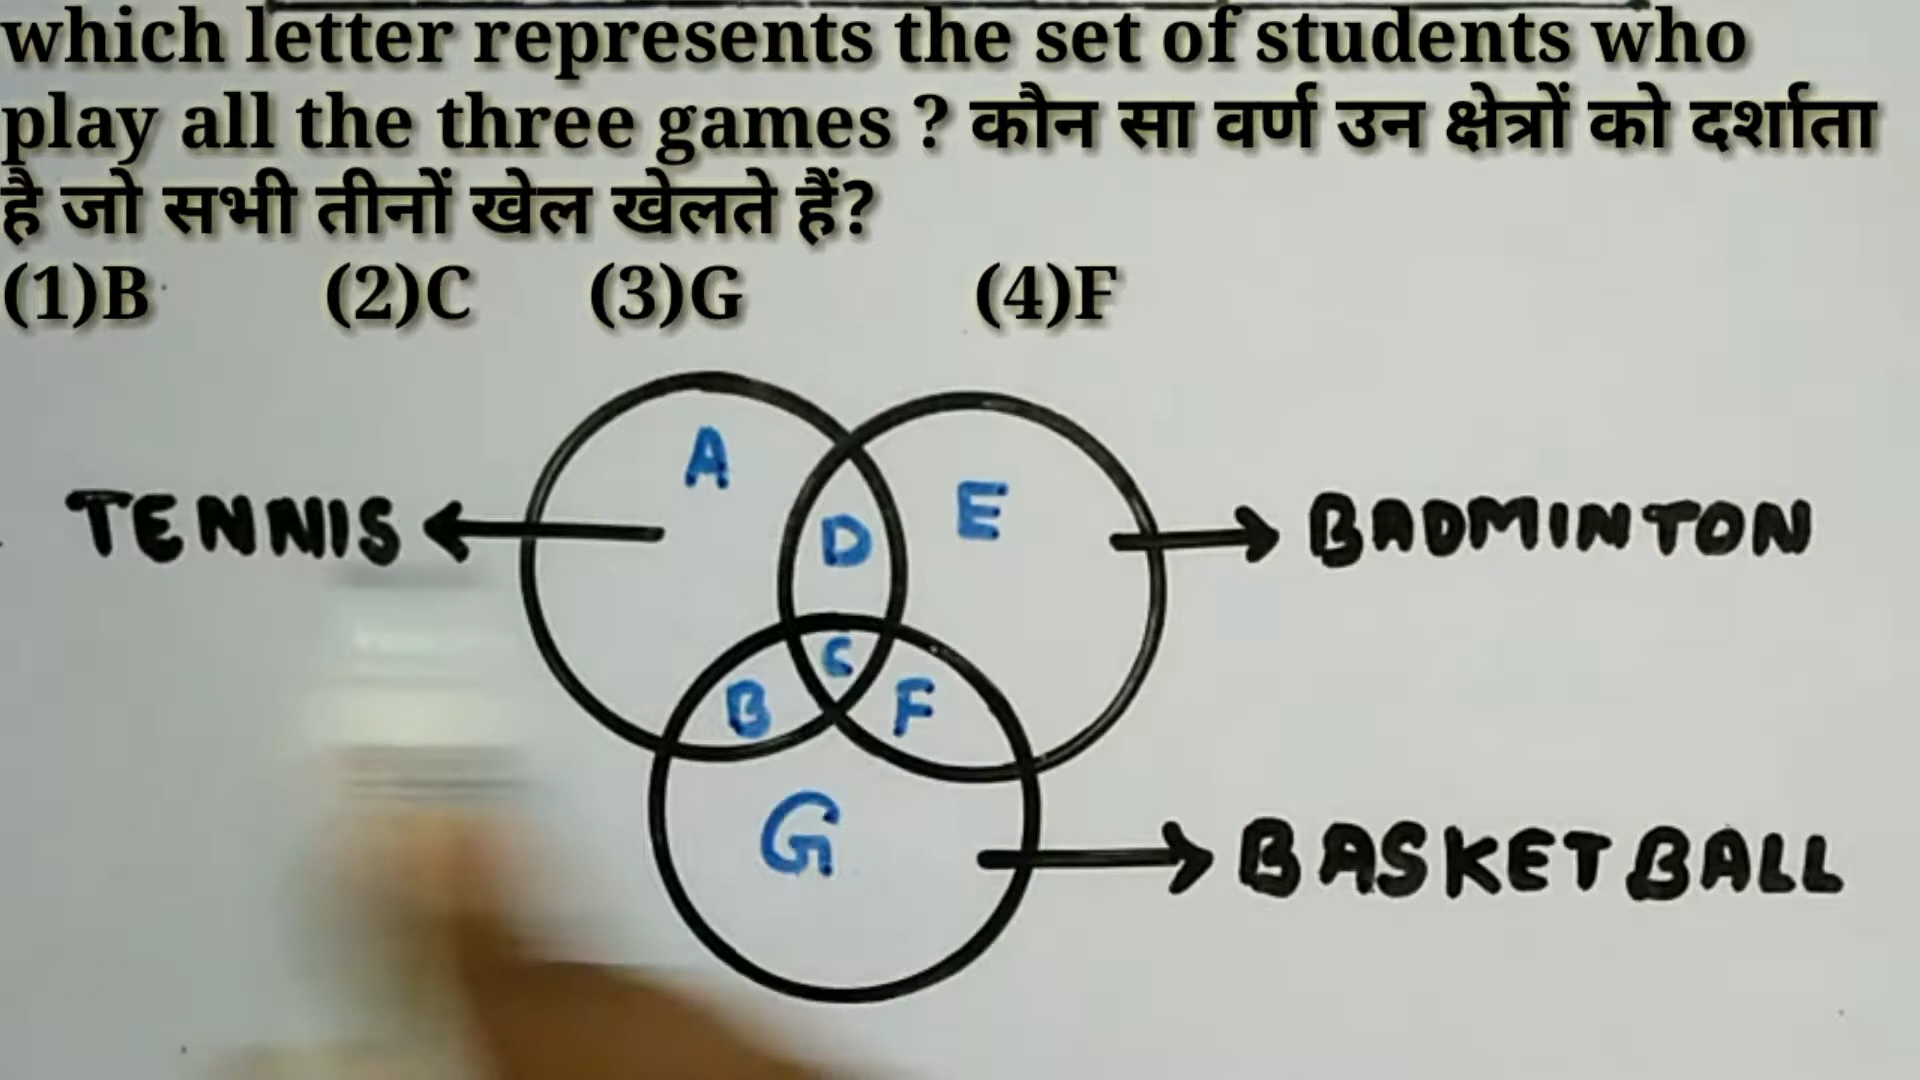 which letter represents the set of students who
play all the three games ? कौन सा वर्ण उन क्षेत्रों को दर्शाता
है जो सभी तीनों खेल खेलते हैं?
(1)B (2)C (3)G (4)F
A
E
TENNIS
D
BADMINTON
C
B
F
G
BASKETBALL